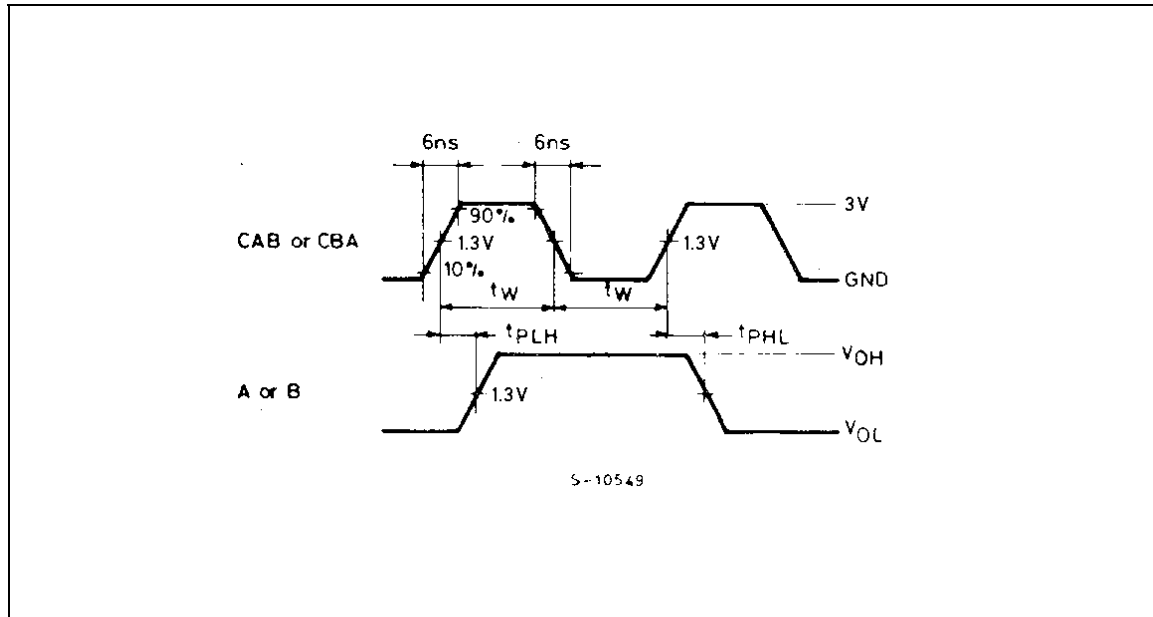 6ns 6ns
3V
90%
CAB or CBA 1.3V 1.3V
10%
GND
tW tW
tPLH tPHL
VOH
A or B 1.3V
VOL
S-10549